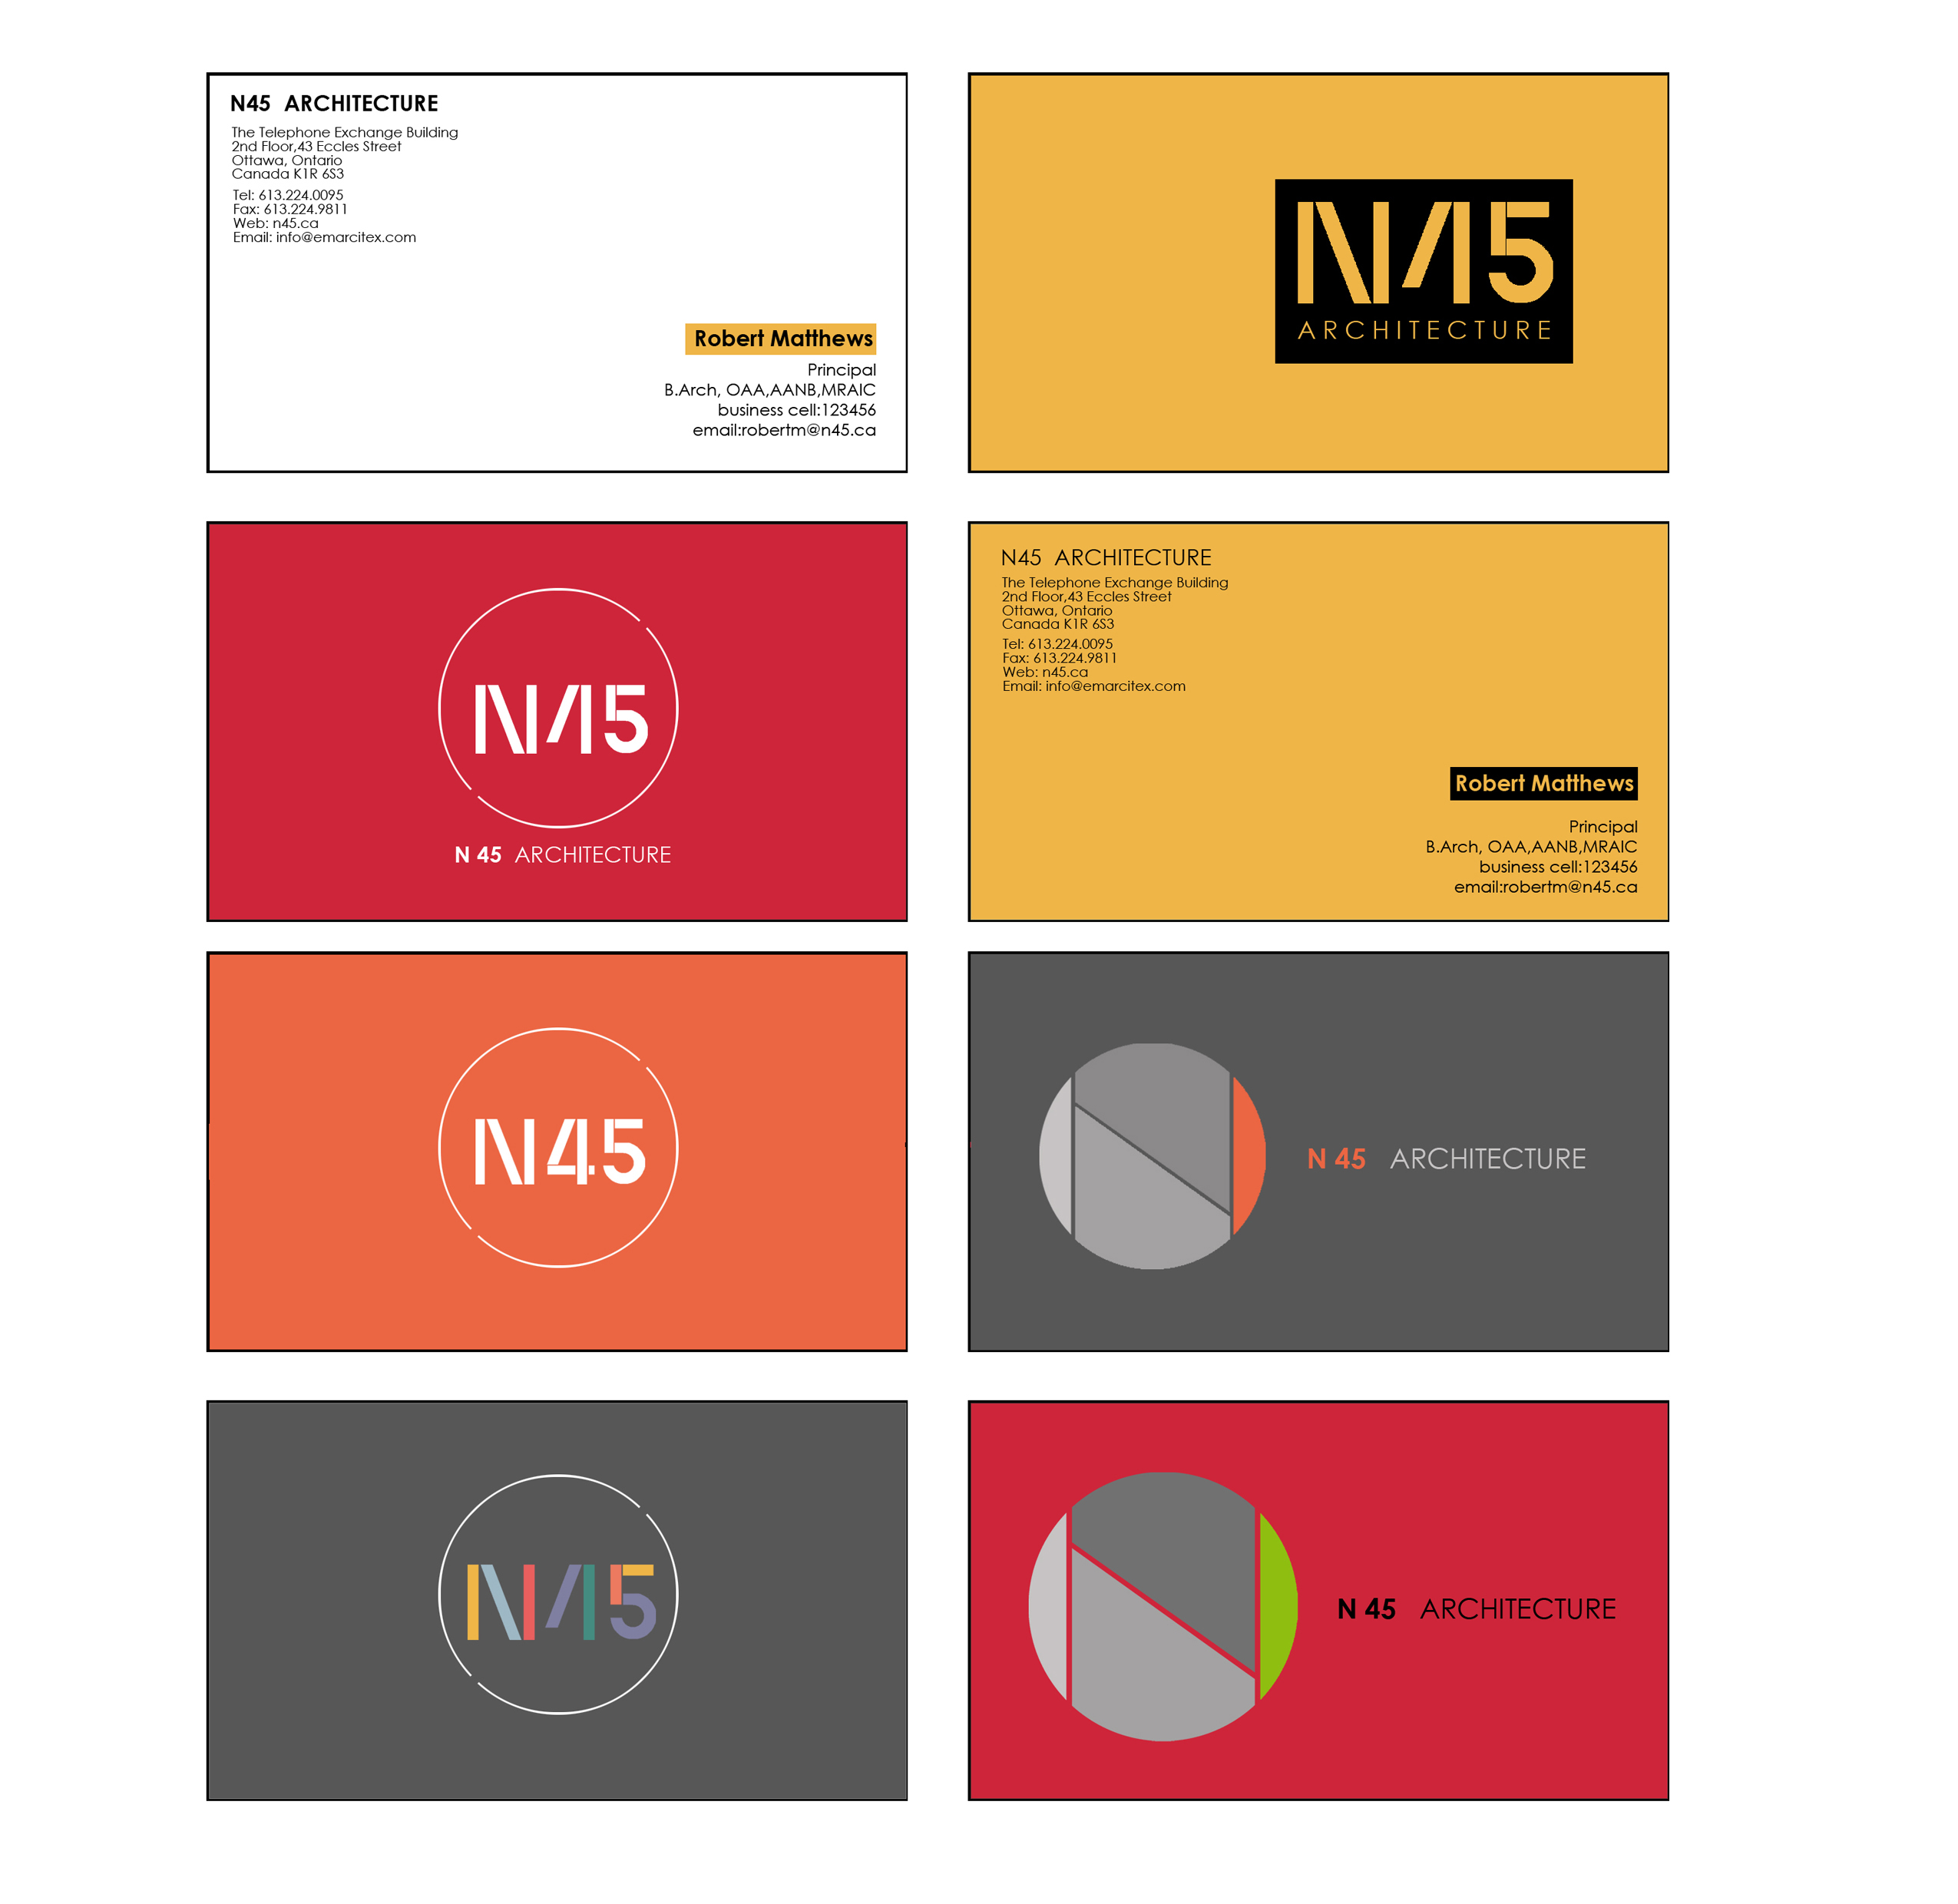 N45 ARCHITECTURE
The Telephone Exchange Building
2nd Floor,43 Eccles Street
Ottawa, Ontario
Canada K1R 6S3
Tel: 613.224.0095
Fax: 613.224.9811
Web: n45.ca
Email: info@emarcitex.com
Robert Matthews
Principal
B.Arch, OAA,AANB,MRAIC
business cell:123456
email:robertm@n45.ca
N45
ARCHITECTURE
N45
N 45 ARCHITECTURE
N45 ARCHITECTURE
The Telephone Exchange Building
2nd Floor,43 Eccles Street
Ottawa, Ontario
Canada K1R 6S3
Tel: 613.224.0095
Fax: 613.224.9811
Web: n45.ca
Email: info@emarcitex.com
Robert Matthews
Principal
B.Arch, OAA,AANB,MRAIC
business cell:123456
email:robertm@n45.ca
N45
N 45 ARCHITECTURE
N45
N 45 ARCHITECTURE